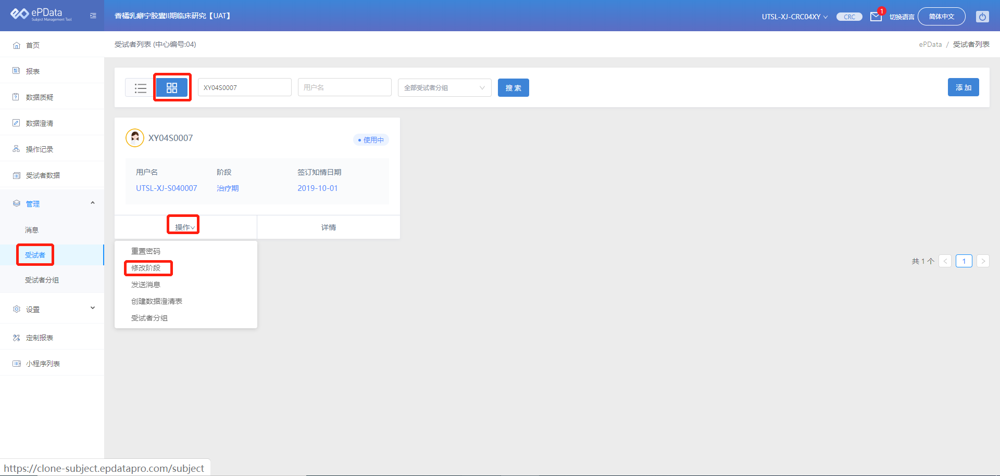 ePData
Subject Management Tool
香橘乳癖宁胶囊II期临床研究【UAT】
UTSL-XJ-CRC04XY
CRC
1
切换语言
简体中文
首页
报表
数据质疑
数据澄清
操作记录
受试者数据
管理
消息
受试者
受试者分组
设置
定制报表
小程序列表
受试者列表 (中心编号:04)
ePData / 受试者列表
XY04S0007
用户名
全部受试者分组
搜 索
添 加
XY04S0007
使用中
用户名 阶段 签订知情日期
UTSL-XJ-S040007 治疗期 2019-10-01
操作 详情
重置密码
修改阶段
发送消息
创建数据澄清表
受试者分组
共 1 个 < 1 >
https://clone-subject.epdatapro.com/subject